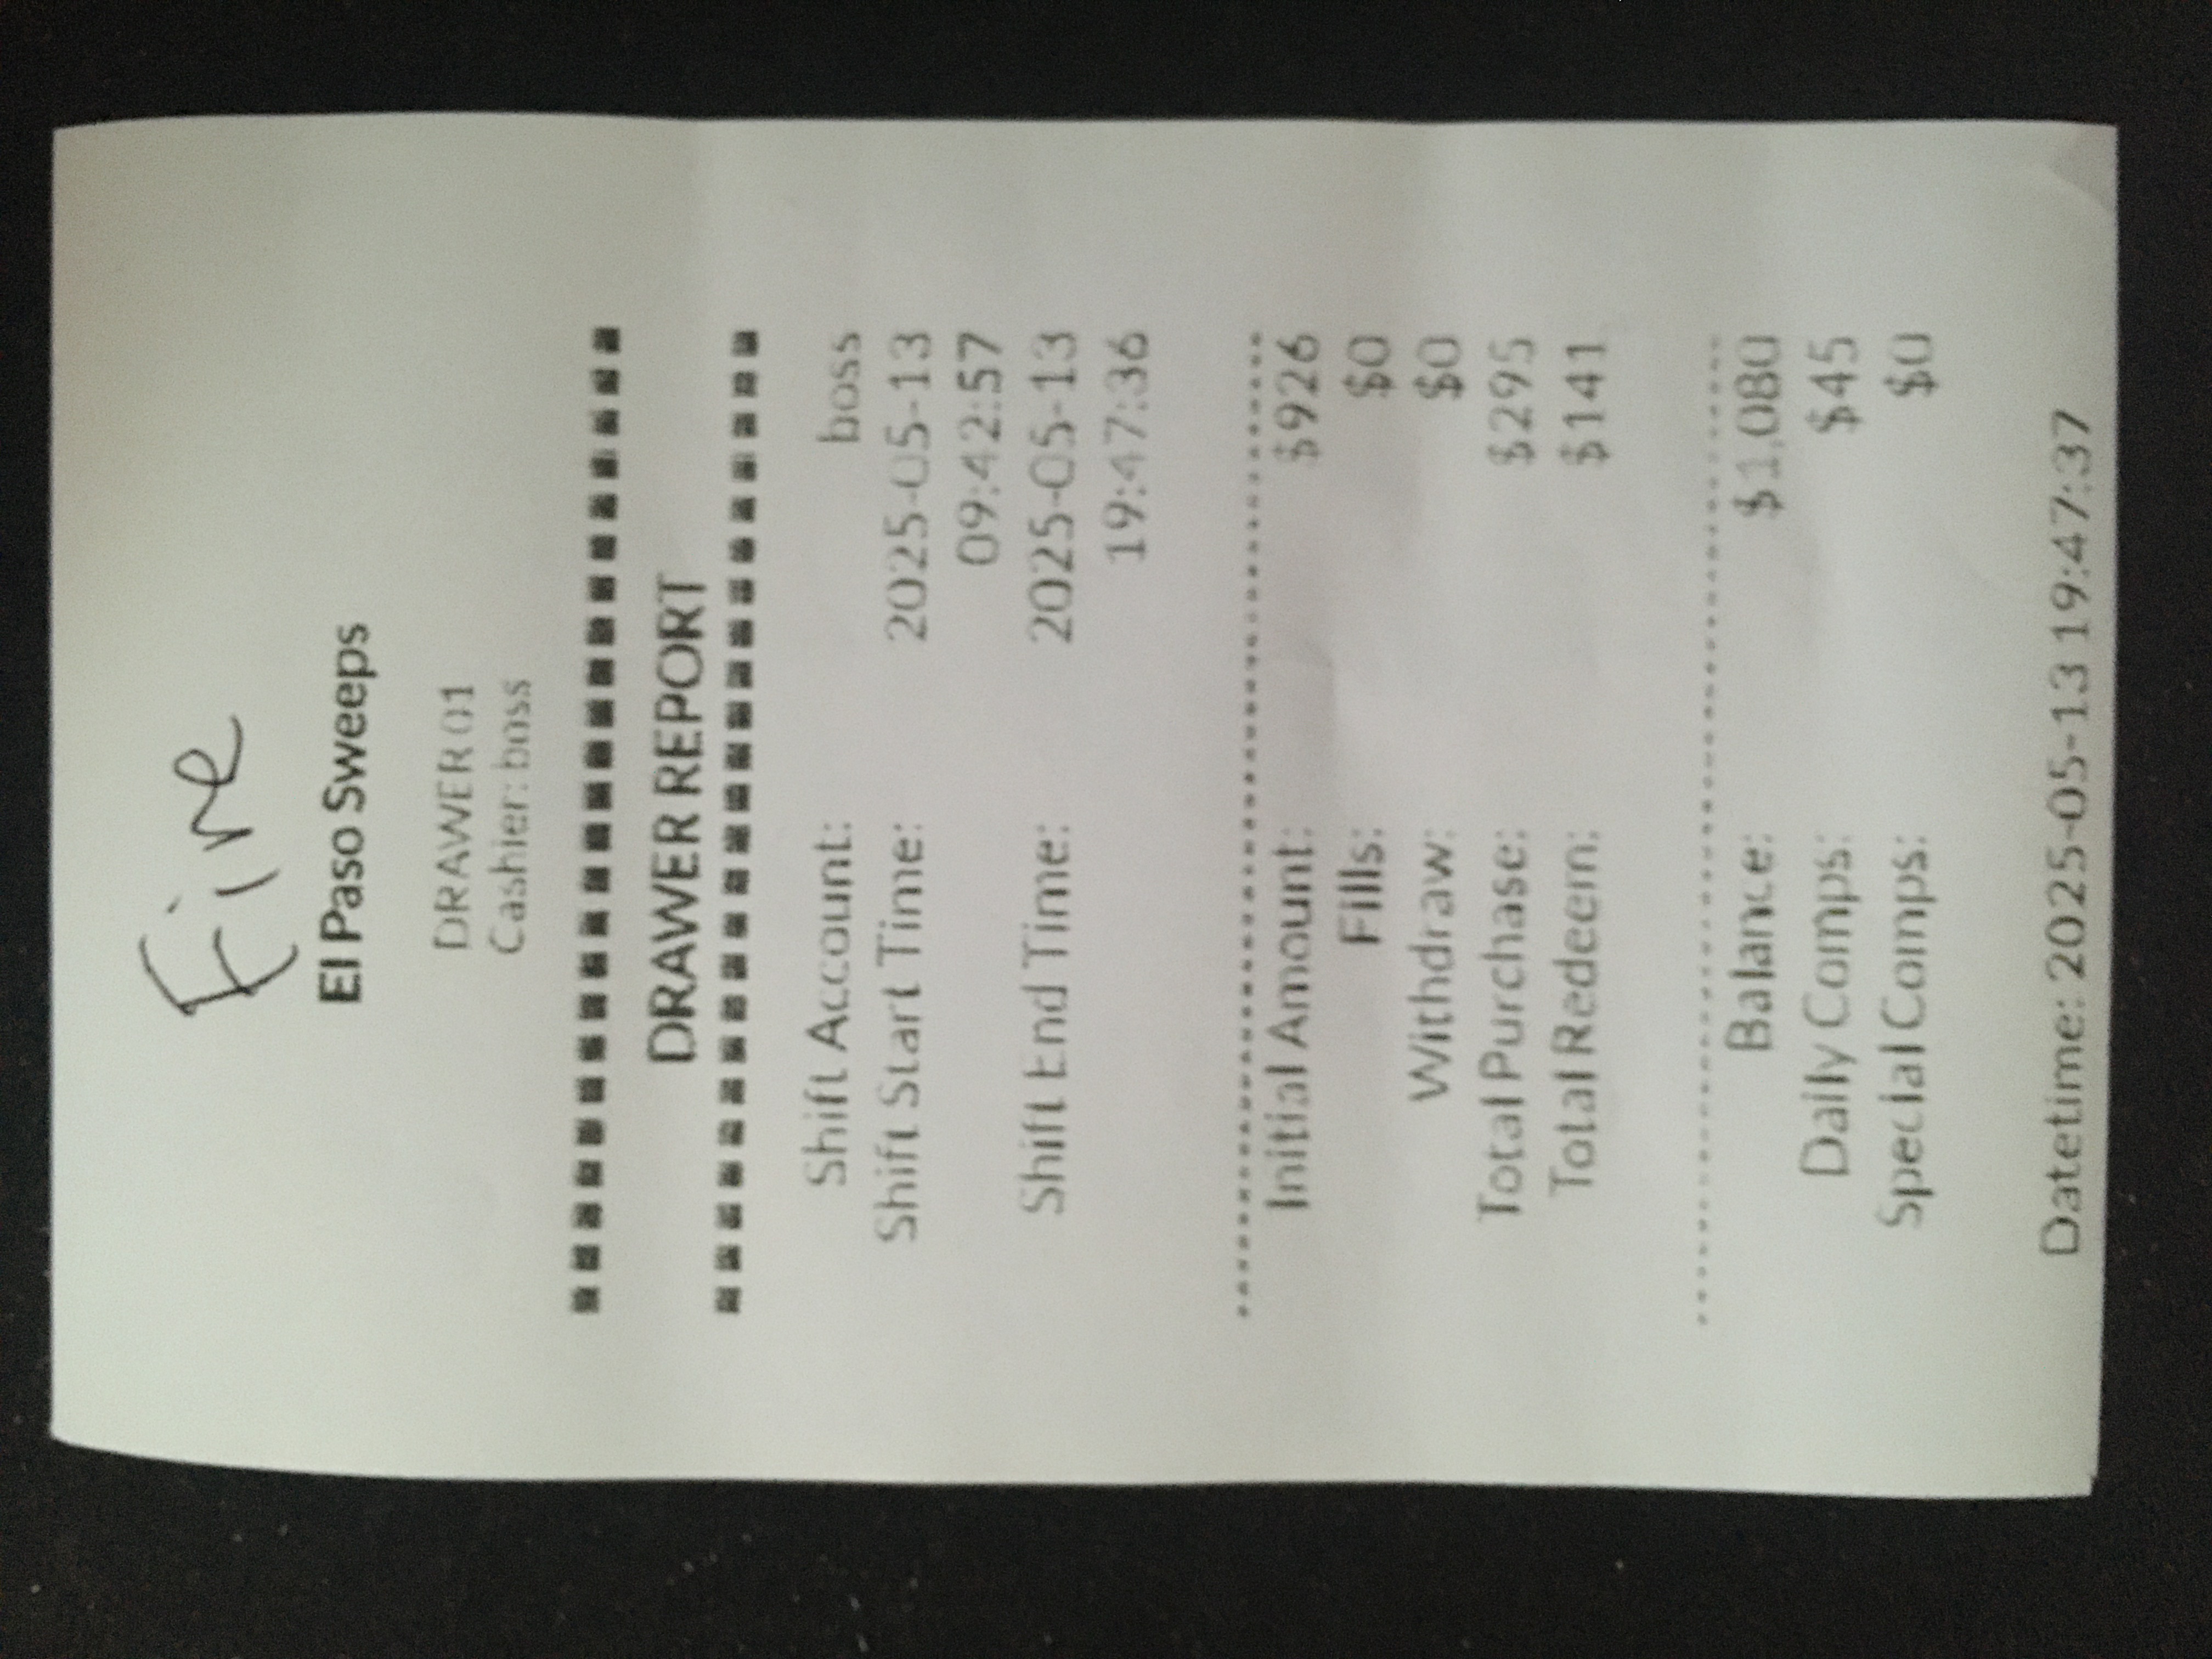 Fire
El Paso Sweeps
DRAWER 01
Cashier: boss
DRAWER REPORT
Shift Account: boss
Shift Start Time: 2025-05-13
09:42:57
Shift End Time: 2025-05-13
19:47:36
Initial Amount: $926
Fills: $0
Withdraw: $0
Total Purchase: $295
Total Redeem: $141
Balance: $1,080
Daily Comps: $45
Special Comps: $0
Datetime: 2025-05-13 19:47:37